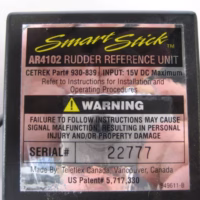 Smart Stick™
AR4102 RUDDER REFERENCE UNIT
CETREK Part# 930-839 INPUT: 15V DC Maximum
Refer to Instructions for Installation and
Operating Procedures
WARNING
FAILURE TO FOLLOW INSTRUCTIONS MAY CAUSE
SIGNAL MALFUNCTION, RESULTING IN PERSONAL
INJURY AND/OR PROPERTY DAMAGE
SERIAL# 22777
Made by: Teleflex Canada, Vancouver, Canada
US Patent# 5,717,330